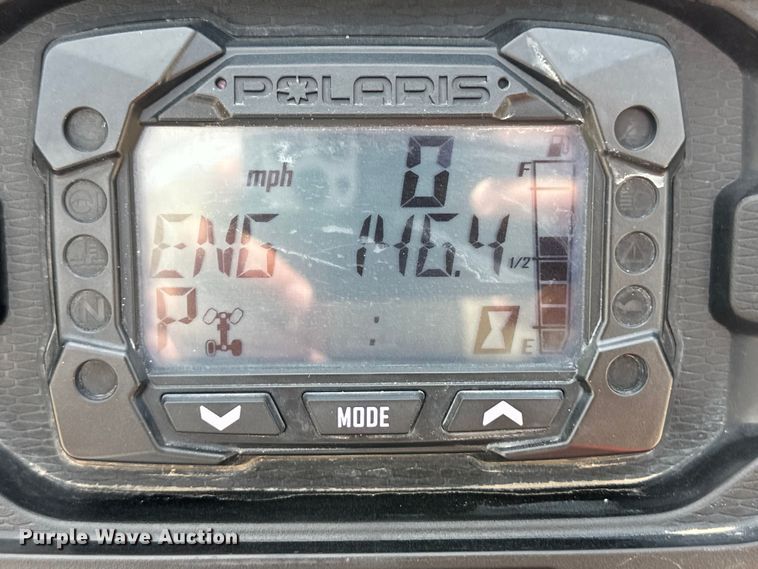 POLARIS
mph 0
F
ENG 146.4
1/2
P :
E
MODE
Purple Wave Auction